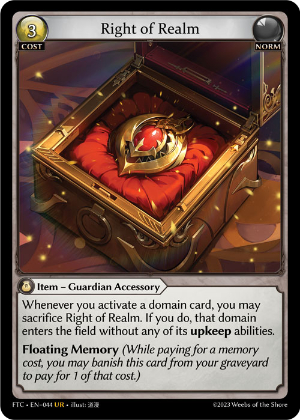 3
Right of Realm
COST
NORM
Item – Guardian Accessory
Whenever you activate a domain card, you may
sacrifice Right of Realm. If you do, that domain
enters the field without any of its upkeep abilities.
Floating Memory (While paying for a memory
cost, you may banish this card from your graveyard
to pay for 1 of that cost.)
FTC • EN–044 UR • illust: 派漫
©2023 Weebs of the Shore